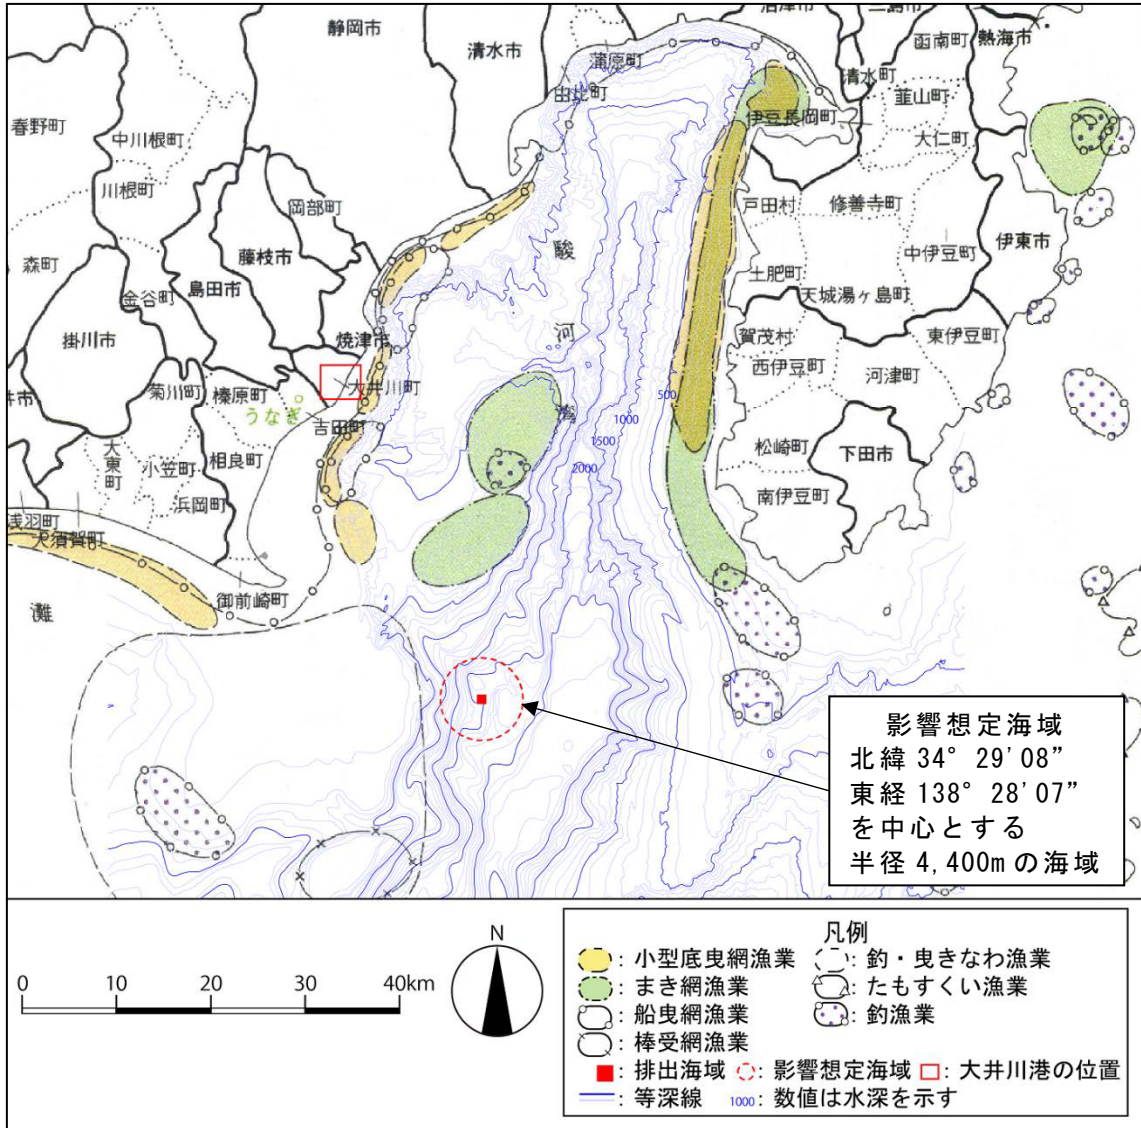 静岡市
清水市
沼津市
三島市
函南町
熱海市
蒲原町
由比町
清水町
韮山町
伊豆長岡町
大仁町
春野町
中川根町
川根町
岡部町
戸田村
修善寺町
駿
河
湾
伊東市
中伊豆町
森町
藤枝市
土肥町
天城湯ヶ島町
金谷町
島田市
掛川市
焼津市
賀茂村
東伊豆町
西伊豆町
河津町
菊川町
榛原町
大井川町
うなぎ
吉田町
500
1000
1500
2000
井市
大東町
小笠町
相良町
松崎町
下田市
浜岡町
南伊豆町
浅羽町
大須賀町
灘
御前崎町
影響想定海域
北緯 34° 29’08”
東経 138° 28’07”
を中心とする
半径 4,400m の海域
0 10 20 30 40km
N
凡例
: 小型底曳網漁業
: 釣・曳きなわ漁業
: まき網漁業
: たもすくい漁業
: 船曳網漁業
: 釣漁業
: 棒受網漁業
: 排出海域
: 影響想定海域
: 大井川港の位置
: 等深線
1000: 数値は水深を示す